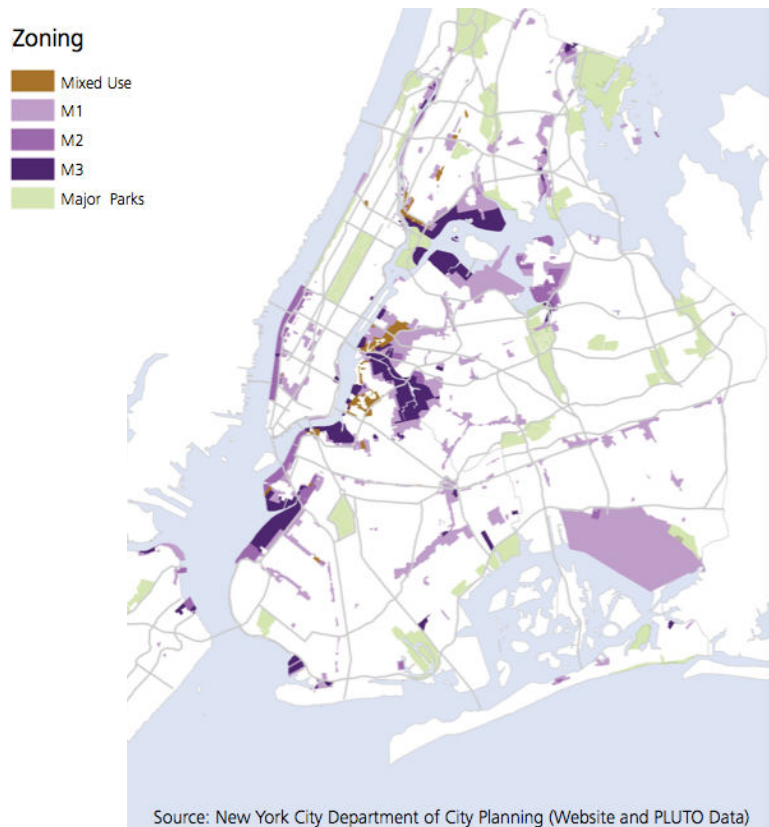 Zoning
Mixed Use
M1
M2
M3
Major Parks
Source: New York City Department of City Planning (Website and PLUTO Data)